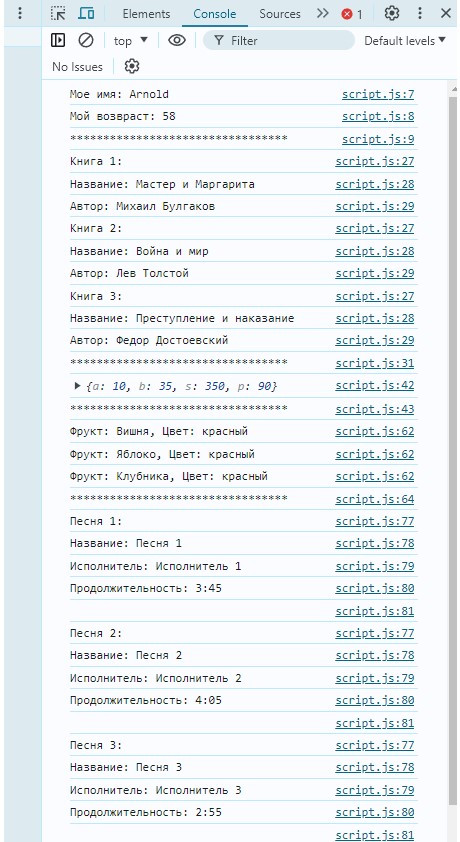 Elements Console Sources 1
top Filter Default levels
No Issues
Мое имя: Arnold script.js:7
Мой возвраст: 58 script.js:8
******************************** script.js:9
Книга 1: script.js:27
Название: Мастер и Маргарита script.js:28
Автор: Михаил Булгаков script.js:29
Книга 2: script.js:27
Название: Война и мир script.js:28
Автор: Лев Толстой script.js:29
Книга 3: script.js:27
Название: Преступление и наказание script.js:28
Автор: Федор Достоевский script.js:29
******************************** script.js:31
{a: 10, b: 35, s: 350, p: 90} script.js:42
******************************** script.js:43
Фрукт: Вишня, Цвет: красный script.js:62
Фрукт: Яблоко, Цвет: красный script.js:62
Фрукт: Клубника, Цвет: красный script.js:62
******************************** script.js:64
Песня 1: script.js:77
Название: Песня 1 script.js:78
Исполнитель: Исполнитель 1 script.js:79
Продолжительность: 3:45 script.js:80
script.js:81
Песня 2: script.js:77
Название: Песня 2 script.js:78
Исполнитель: Исполнитель 2 script.js:79
Продолжительность: 4:05 script.js:80
script.js:81
Песня 3: script.js:77
Название: Песня 3 script.js:78
Исполнитель: Исполнитель 3 script.js:79
Продолжительность: 2:55 script.js:80
script.js:81